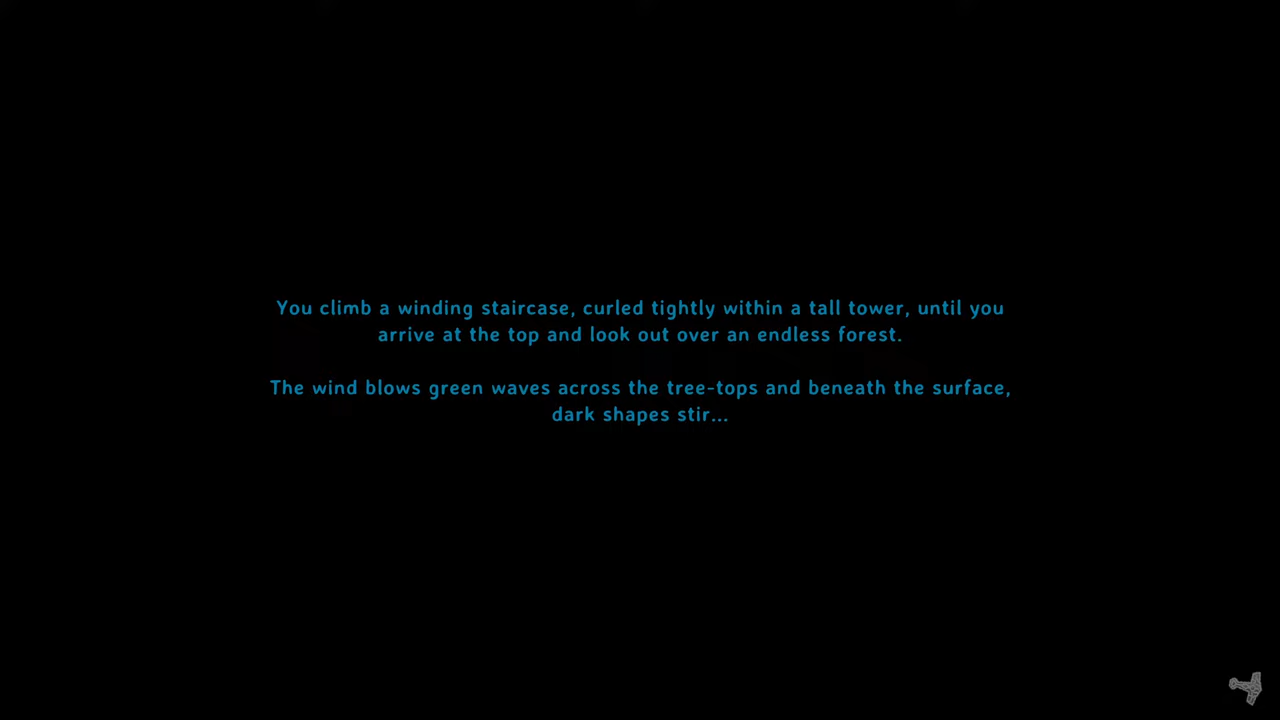 You climb a winding staircase, curled tightly within a tall tower, until you
arrive at the top and look out over an endless forest.
The wind blows green waves across the tree-tops and beneath the surface,
dark shapes stir...